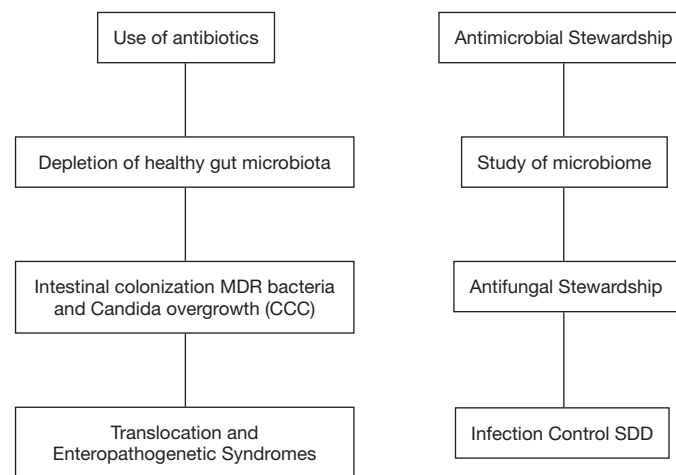 Use of antibiotics
Depletion of healthy gut microbiota
Intestinal colonization MDR bacteria
and Candida overgrowth (CCC)
Translocation and
Enteropathogenetic Syndromes
Antimicrobial Stewardship
Study of microbiome
Antifungal Stewardship
Infection Control SDD